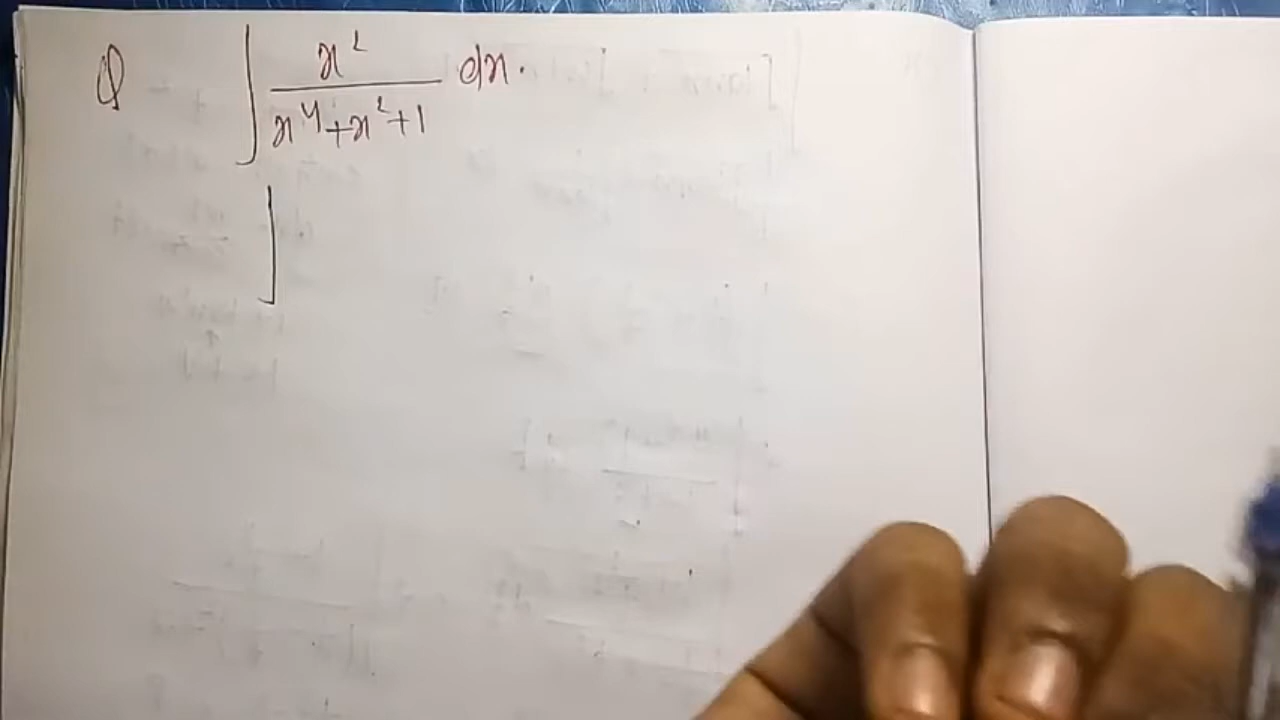 Q ∫ x² / (x⁴+x²+1) dx.
∫